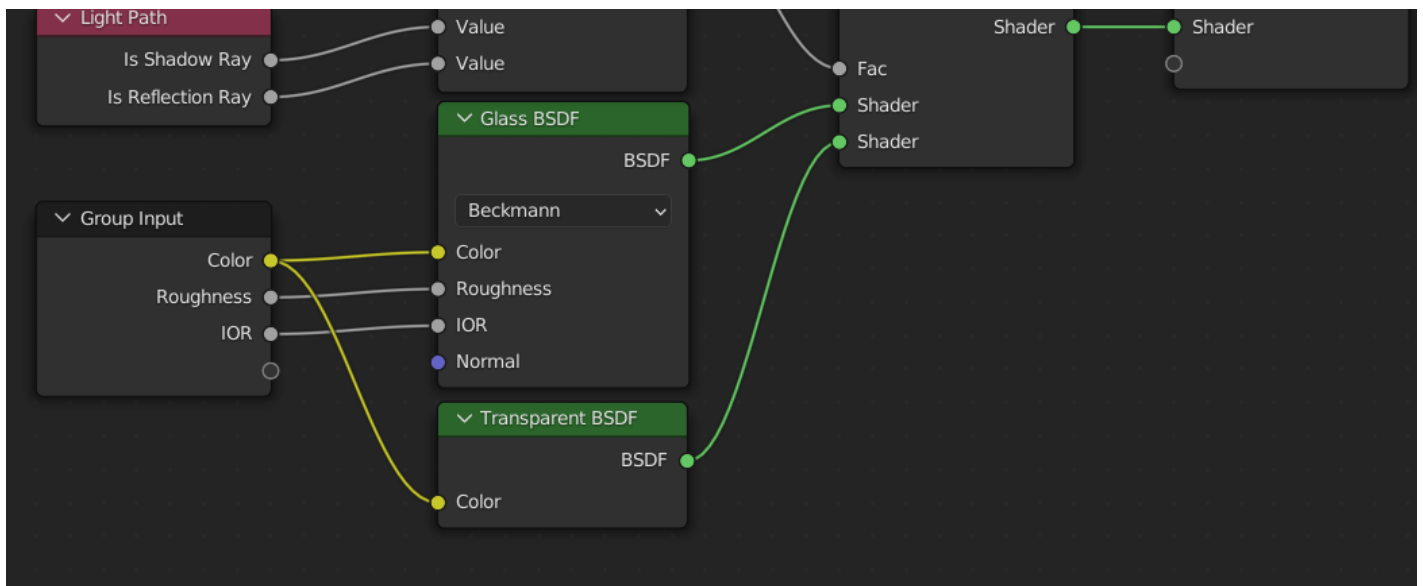 Light Path
Is Shadow Ray
Is Reflection Ray
Value
Value
Shader
Fac
Shader
Shader
Shader
Glass BSDF
BSDF
Beckmann
Color
Roughness
IOR
Normal
Group Input
Color
Roughness
IOR
Transparent BSDF
BSDF
Color